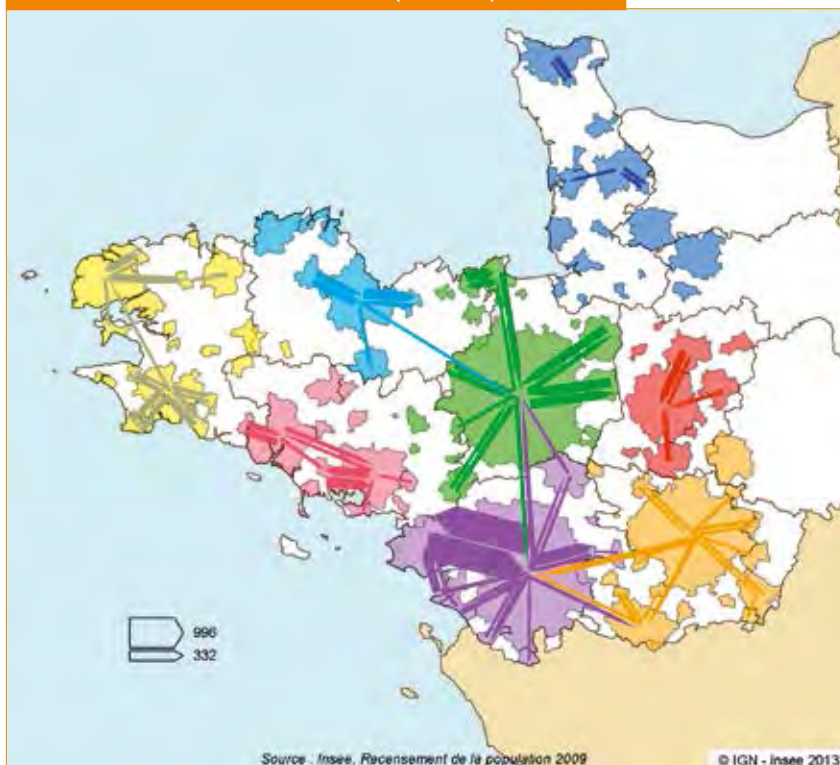 996
332
Source : Insee, Recensement de la population 2009
© IGN - Insee 2013